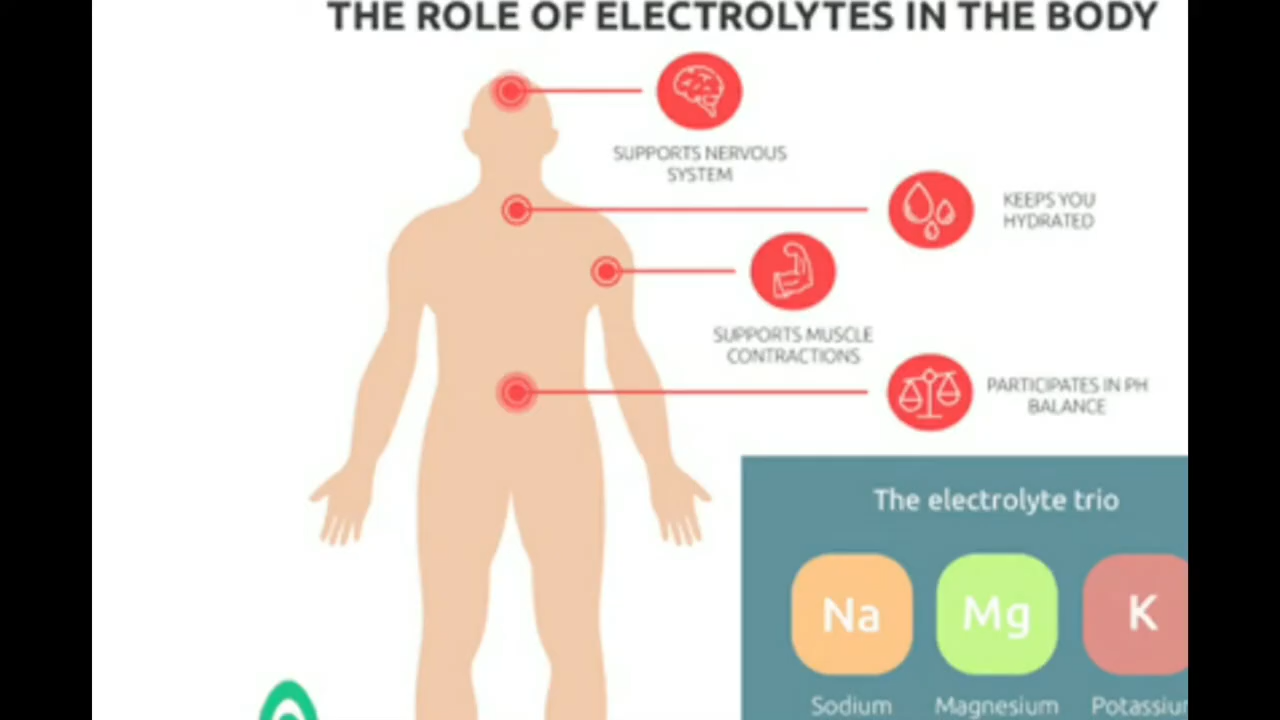 THE ROLE OF ELECTROLYTES IN THE BODY
SUPPORTS NERVOUS
SYSTEM
KEEPS YOU
HYDRATED
SUPPORTS MUSCLE
CONTRACTIONS
PARTICIPATES IN PH
BALANCE
The electrolyte trio
Na Mg K
Sodium Magnesium Potassiu